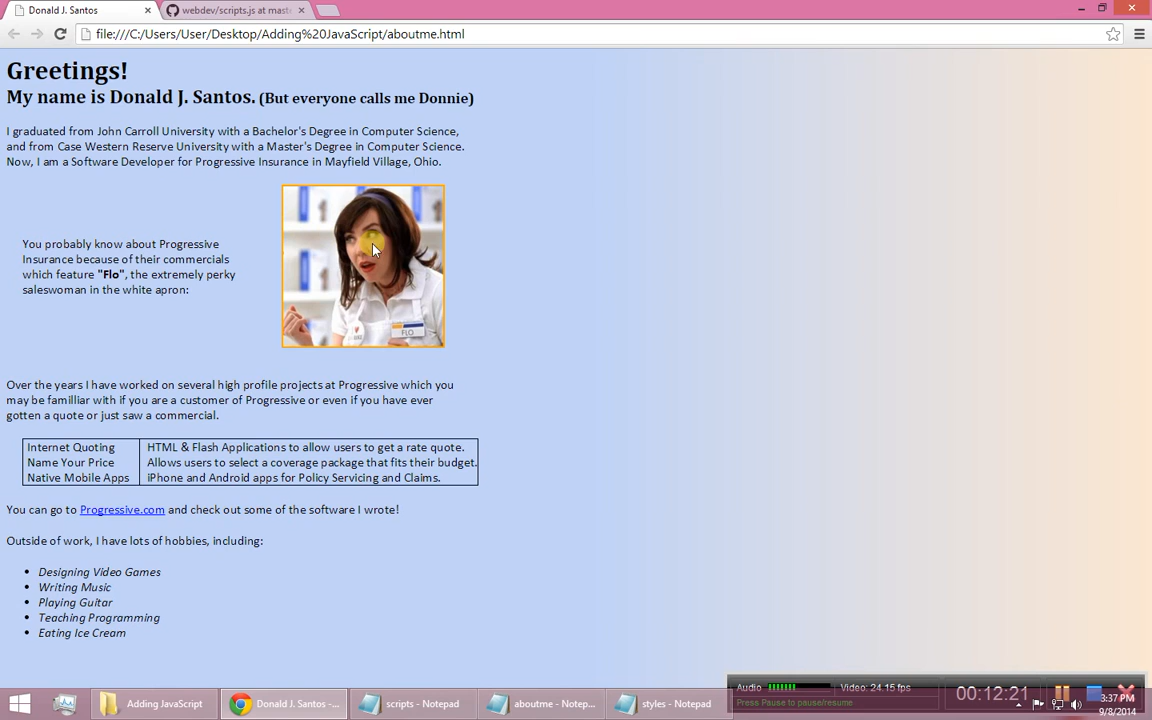 Donald J. Santos
webdev/scripts.js at mast
file:///C:/Users/User/Desktop/Adding%20JavaScript/aboutme.html
Greetings!
My name is Donald J. Santos. (But everyone calls me Donnie)
I graduated from John Carroll University with a Bachelor's Degree in Computer Science,
and from Case Western Reserve University with a Master's Degree in Computer Science.
Now, I am a Software Developer for Progressive Insurance in Mayfield Village, Ohio.
You probably know about Progressive
Insurance because of their commercials
which feature "Flo", the extremely perky
saleswoman in the white apron:
FLO
Over the years I have worked on several high profile projects at Progressive which you
may be familliar with if you are a customer of Progressive or even if you have ever
gotten a quote or just saw a commercial.
Internet Quoting HTML & Flash Applications to allow users to get a rate quote.
Name Your Price Allows users to select a coverage package that fits their budget.
Native Mobile Apps iPhone and Android apps for Policy Servicing and Claims.
You can go to Progressive.com and check out some of the software I wrote!
Outside of work, I have lots of hobbies, including:
• Designing Video Games
• Writing Music
• Playing Guitar
• Teaching Programming
• Eating Ice Cream
Adding JavaScript
Donald J. Santos -...
scripts - Notepad
aboutme - Notep...
styles - Notepad
Audio
Video: 24.15 fps
Press Pause to pause/resume
00:12:21
3:37 PM
9/8/2014